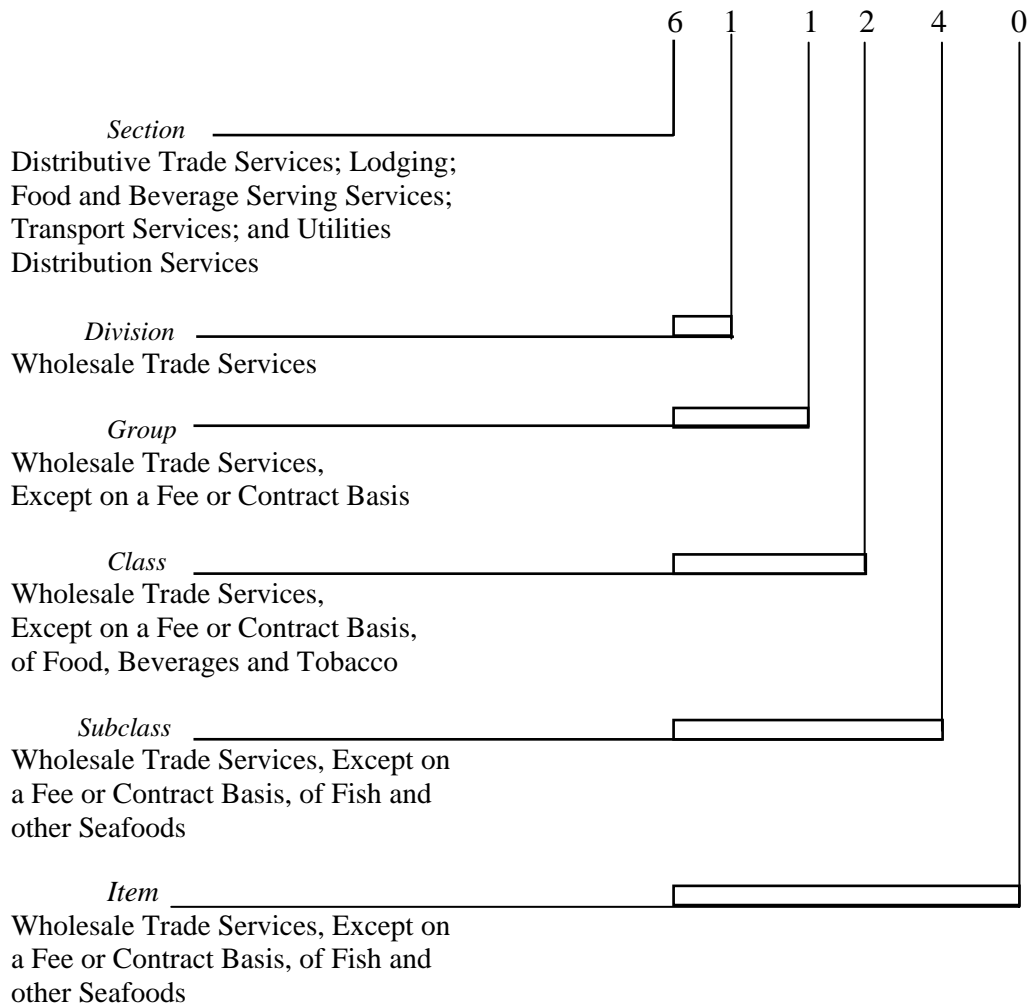 6 1 1 2 4 0
Section
Distributive Trade Services; Lodging;
Food and Beverage Serving Services;
Transport Services; and Utilities
Distribution Services
Division
Wholesale Trade Services
Group
Wholesale Trade Services,
Except on a Fee or Contract Basis
Class
Wholesale Trade Services,
Except on a Fee or Contract Basis,
of Food, Beverages and Tobacco
Subclass
Wholesale Trade Services, Except on
a Fee or Contract Basis, of Fish and
other Seafoods
Item
Wholesale Trade Services, Except on
a Fee or Contract Basis, of Fish and
other Seafoods